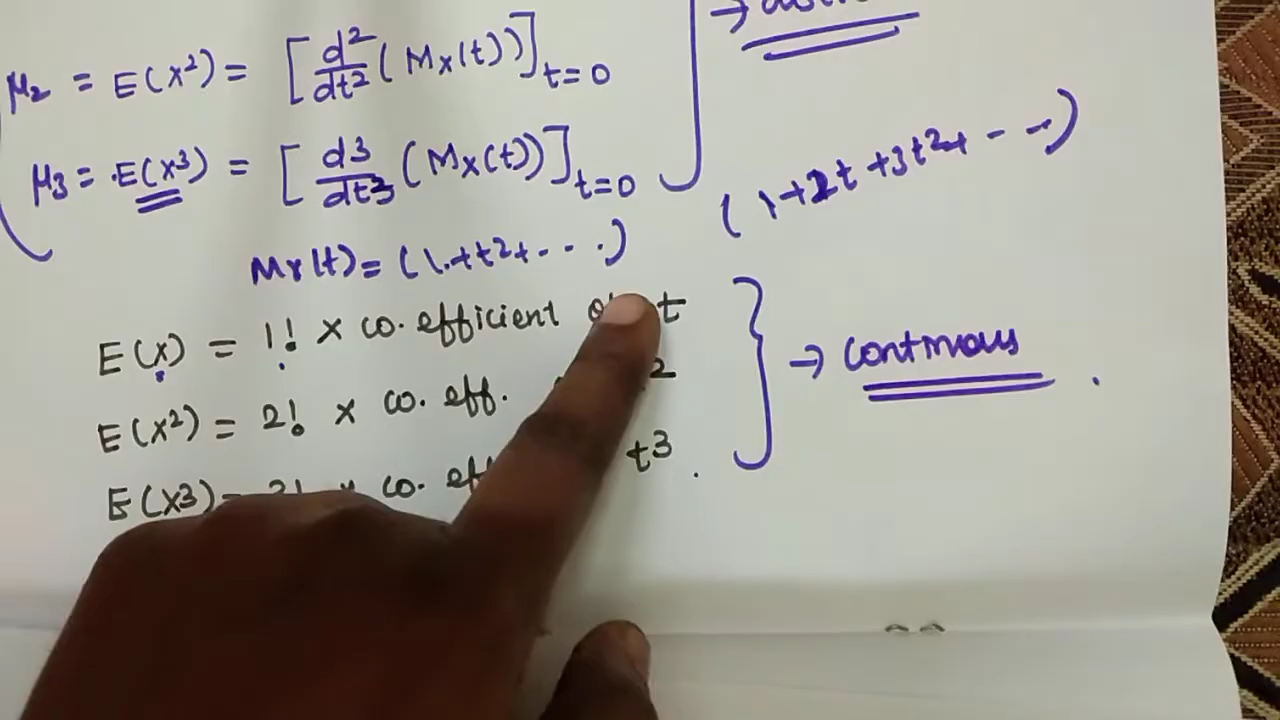 μ2 = E(X²) = [d²/dt² (Mx(t))]t=0
μ3 = E(X³) = [d3/dt3 (Mx(t))]t=0
(1+2t+3t²+ - - -)
Mx(t) = (1+t²+ - - - )
E(X) = 1! × co.efficient t
E(X²) = 2! × co. eff. 2
→ continous
E(X3) = × co. eff t3.